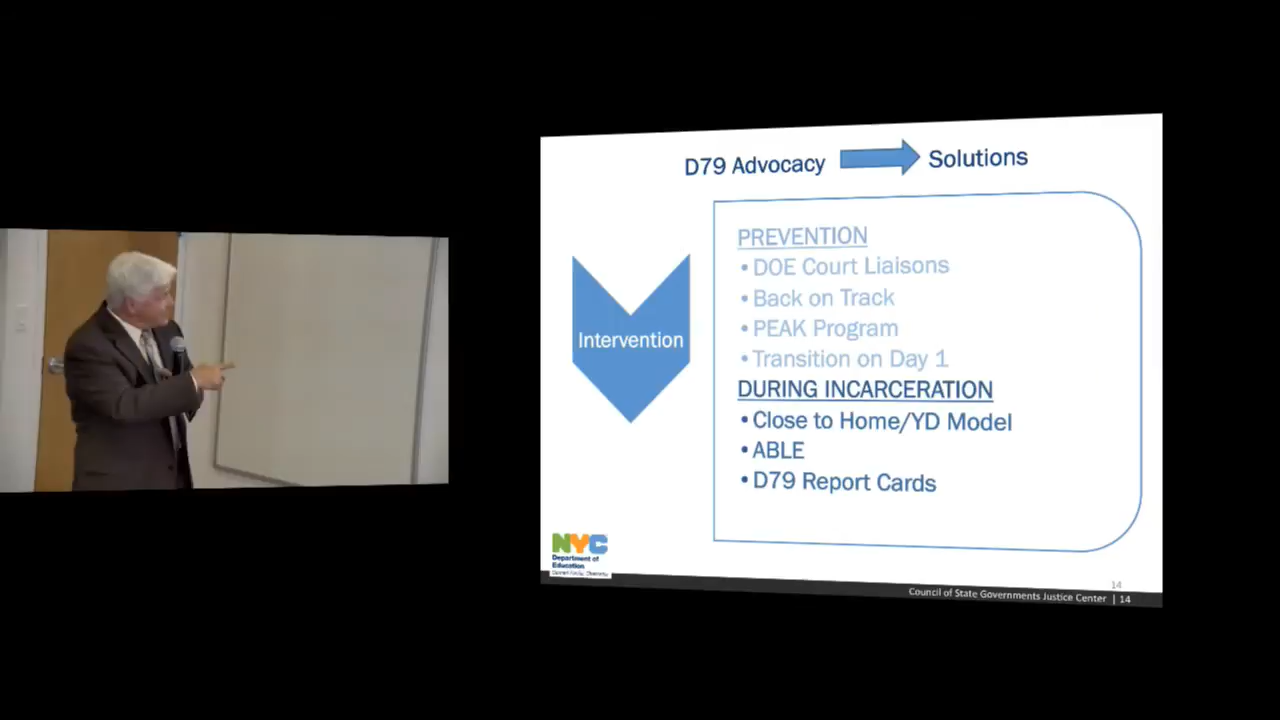 D79 Advocacy Solutions
PREVENTION
• DOE Court Liaisons
• Back on Track
• PEAK Program
• Transition on Day 1
Intervention
DURING INCARCERATION
• Close to Home/YD Model
• ABLE
• D79 Report Cards
NYC
Department of
Education
14
Council of State Governments Justice Center | 14